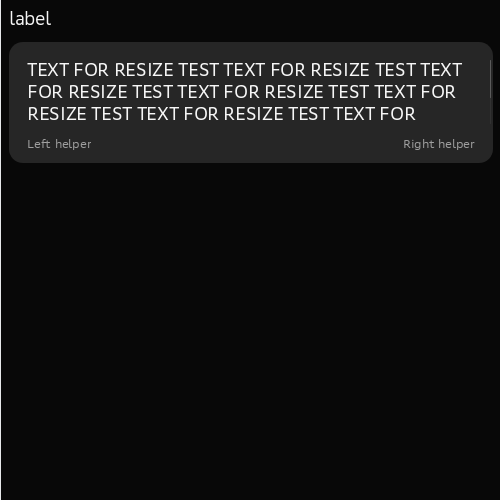 label
TEXT FOR RESIZE TEST TEXT FOR RESIZE TEST TEXT
FOR RESIZE TEST TEXT FOR RESIZE TEST TEXT FOR
RESIZE TEST TEXT FOR RESIZE TEST TEXT FOR
Left helper Right helper